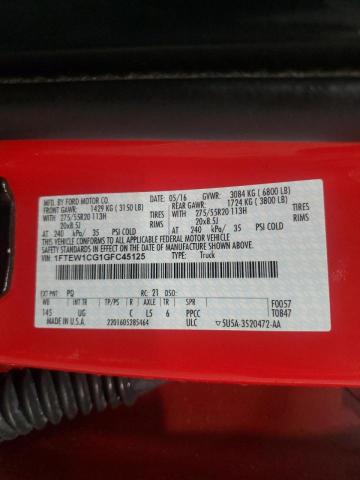 MFD. BY FORD MOTOR CO.
DATE: 05/16 GVWR: 3084 KG ( 6800 LB)
FRONT GAWR: 1429 KG (3150 LB) REAR GAWR: 1724 KG (3800 LB)
WITH 275/55R20 113H TIRES WITH 275/55R20 113H TIRES
20x8.5J RIMS 20x8.5J RIMS
AT 240 kPa/ 35 PSI COLD AT 240 kPa/ 35 PSI COLD
THIS VEHICLE CONFORMS TO ALL APPLICABLE FEDERAL MOTOR VEHICLE
SAFETY STANDARDS IN EFFECT ON THE DATE OF MANUFACTURE SHOWN ABOVE.
VIN: 1FTEW1CG1GFC45125 TYPE: Truck
EXT PNT: PQ RC: 21 DSO:
WB INT TR TP/PS R AXLE TR SPR F0057
145 UG C L5 6 PPCC T0847
MADE IN U.S.A. 2201605285464 ULC ▽5U5A-3520472-AA